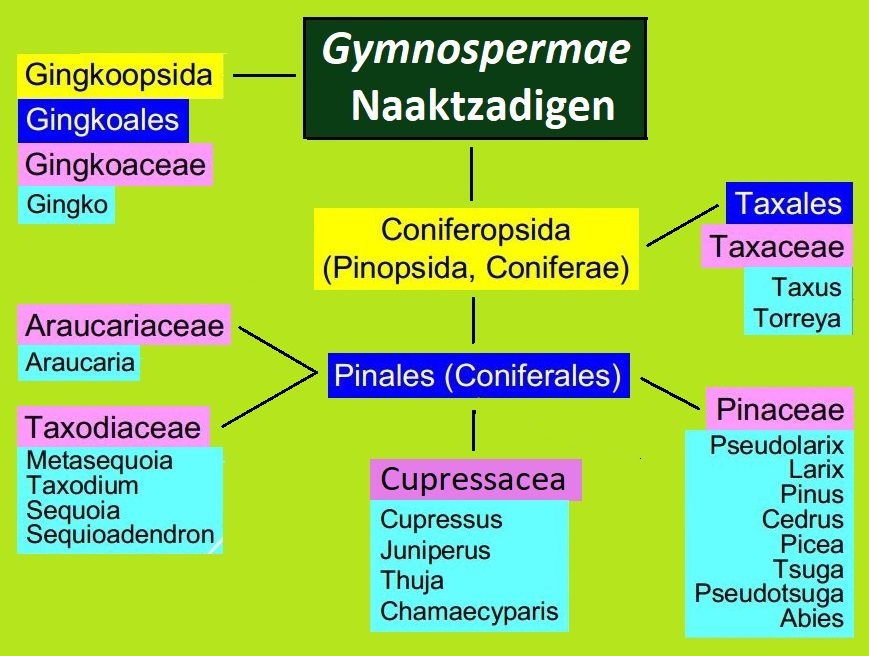 Gymnospermae
Naaktzadigen
Gingkoopsida
Gingkoales
Gingkoaceae
Gingko
Coniferopsida
(Pinopsida, Coniferae)
Taxales
Taxaceae
Taxus
Torreya
Araucariaceae
Araucaria
Pinales (Coniferales)
Taxodiaceae
Metasequoia
Taxodium
Sequoia
Sequioadendron
Cupressacea
Cupressus
Juniperus
Thuja
Chamaecyparis
Pinaceae
Pseudolarix
Larix
Pinus
Cedrus
Picea
Tsuga
Pseudotsuga
Abies